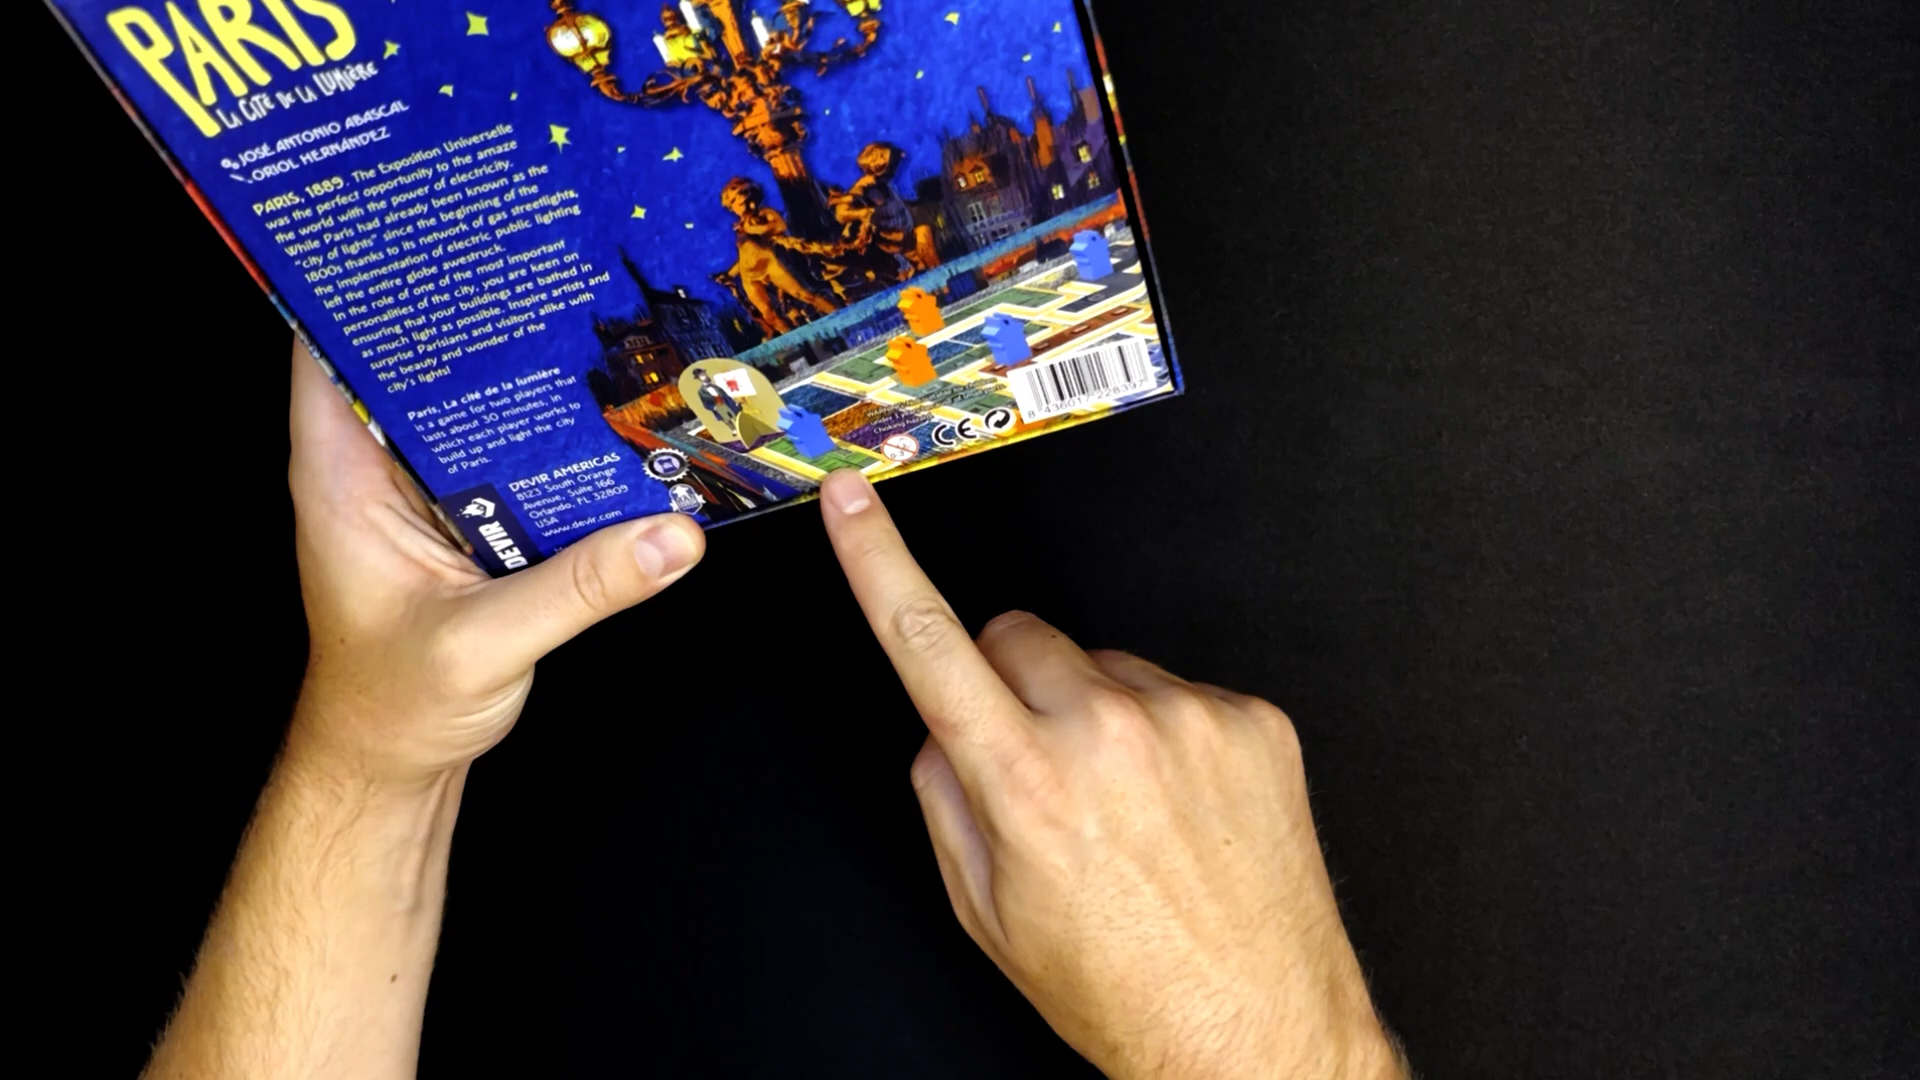 PARIS
LA CITÉ DE LA LUMIÈRE
JOSÉ ANTONIO ABASCAL
ORIOL HERNÁNDEZ
PARIS, 1889. The Exposition Universelle
was the perfect opportunity to the amaze
the world with the power of electricity.
While Paris had already been known as the
"city of lights" since the beginning of the
1800s thanks to its network of gas streetlights,
the implementation of electric public lighting
left the entire globe awestruck.
In the role of one of the most important
personalities of the city, you are keen on
ensuring that your buildings are bathed in
as much light as possible. Inspire artists and
surprise Parisians and visitors alike with
the beauty and wonder of the
city's lights!
Paris, La cité de la lumière
is a game for two players that
lasts about 30 minutes, in
which each player works to
build up and light the city
of Paris.
DEVIR
DEVIR AMERICAS
8123 South Orange
Avenue, Suite 166
Orlando, FL 32809
USA
www.devir.com
Choking
0-3
CE
8 436017 228397